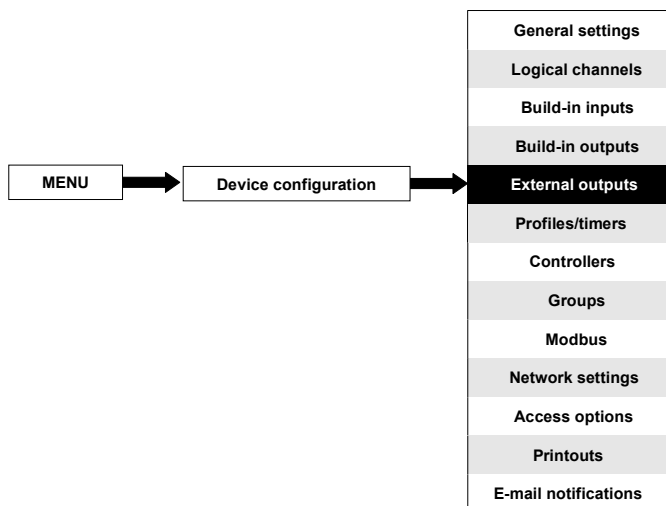 General settings
Logical channels
Build-in inputs
Build-in outputs
MENU
Device configuration
External outputs
Profiles/timers
Controllers
Groups
Modbus
Network settings
Access options
Printouts
E-mail notifications